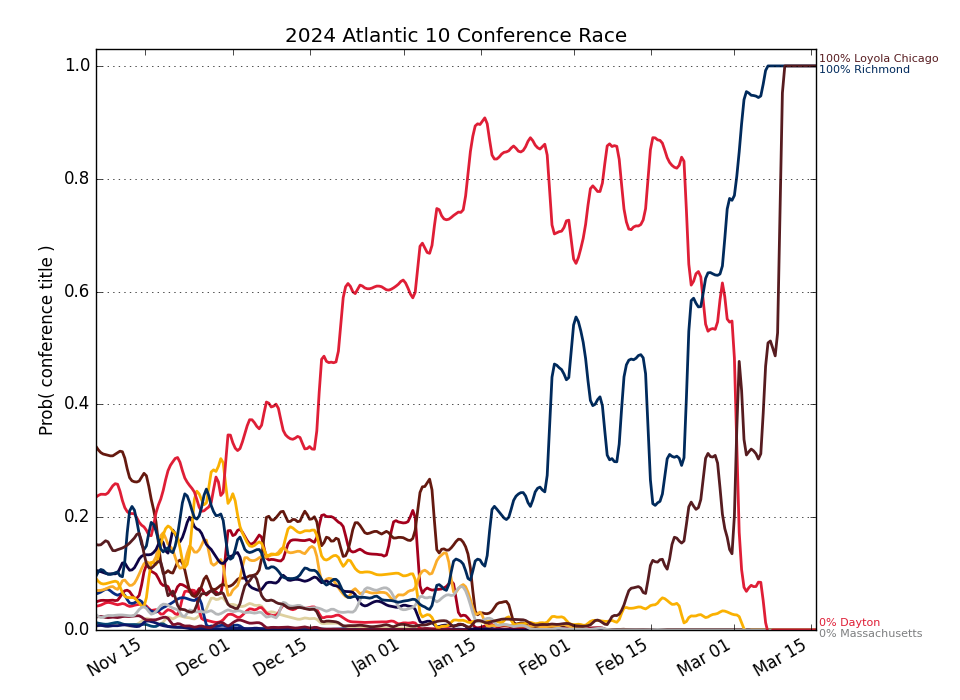 2024 Atlantic 10 Conference Race
Prob( conference title )
1.0
0.8
0.6
0.4
0.2
0.0
Nov 15
Dec 01
Dec 15
Jan 01
Jan 15
Feb 01
Feb 15
Mar 01
Mar 15
100% Loyola Chicago
100% Richmond
0% Dayton
0% Massachusetts